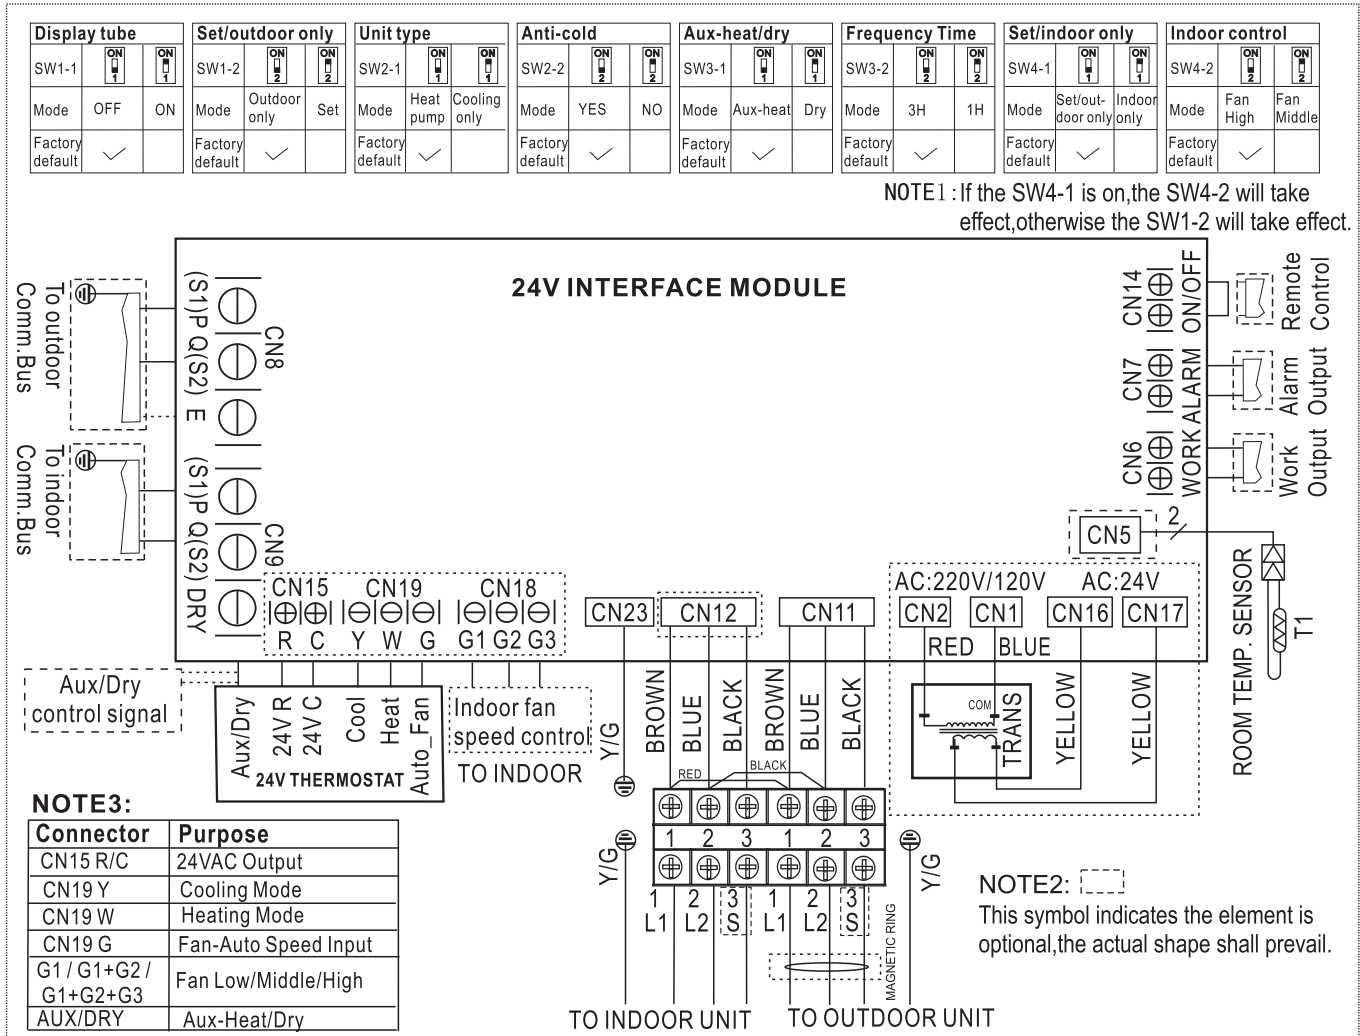 Display tube
SW1-1 ON 1 ON 1
Mode OFF ON
Factory default
Set/outdoor only
SW1-2 ON 2 ON 2
Mode Outdoor only Set
Factory default
Unit type
SW2-1 ON 1 ON 1
Mode Heat pump Cooling only
Factory default
Anti-cold
SW2-2 ON 2 ON 2
Mode YES NO
Factory default
Aux-heat/dry
SW3-1 ON 1 ON 1
Mode Aux-heat Dry
Factory default
Frequency Time
SW3-2 ON 2 ON 2
Mode 3H 1H
Factory default
Set/indoor only
SW4-1 ON 1 ON 1
Mode Set/out-door only Indoor only
Factory default
Indoor control
SW4-2 ON 2 ON 2
Mode Fan High Fan Middle
Factory default
NOTE1:If the SW4-1 is on,the SW4-2 will take
effect,otherwise the SW1-2 will take effect.
24V INTERFACE MODULE
To outdoor
Comm.Bus
(S1)P Q(S2) E
CN8
To indoor
Comm.Bus
(S1)P Q(S2) DRY
CN9
CN14
ON/OFF
Remote
Control
CN7
ALARM
Alarm
Output
CN6
WORK
Work
Output
CN5
2
ROOM TEMP. SENSOR
T1
CN15 CN19 CN18
R C Y W G G1 G2 G3
CN23 CN12 CN11
AC:220V/120V AC:24V
CN2 CN1 CN16 CN17
RED BLUE
COM
TRANS
YELLOW
YELLOW
Aux/Dry
control signal
Aux/Dry
24V R
24V C
Cool
Heat
Auto_Fan
24V THERMOSTAT
Indoor fan
speed control
TO INDOOR
Y/G
BROWN
BLUE
BLACK
BROWN
BLUE
BLACK
RED BLACK
1 2 3 1 2 3
Y/G
Y/G
1 2 3 1 2 3
L1 L2 S L1 L2 S
MAGNETIC RING
TO INDOOR UNIT TO OUTDOOR UNIT
NOTE3:
Connector Purpose
CN15 R/C 24VAC Output
CN19 Y Cooling Mode
CN19 W Heating Mode
CN19 G Fan-Auto Speed Input
G1 / G1+G2 /
G1+G2+G3 Fan Low/Middle/High
AUX/DRY Aux-Heat/Dry
NOTE2:
This symbol indicates the element is
optional,the actual shape shall prevail.